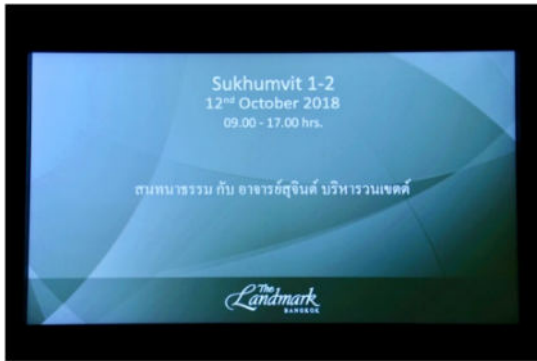 Sukhumvit 1-2
12nd October 2018
09.00 - 17.00 hrs.
สนทนาธรรม กับ อาจารย์สุจินต์ บริหารวนเขตต์
The
Landmark
BANGKOK